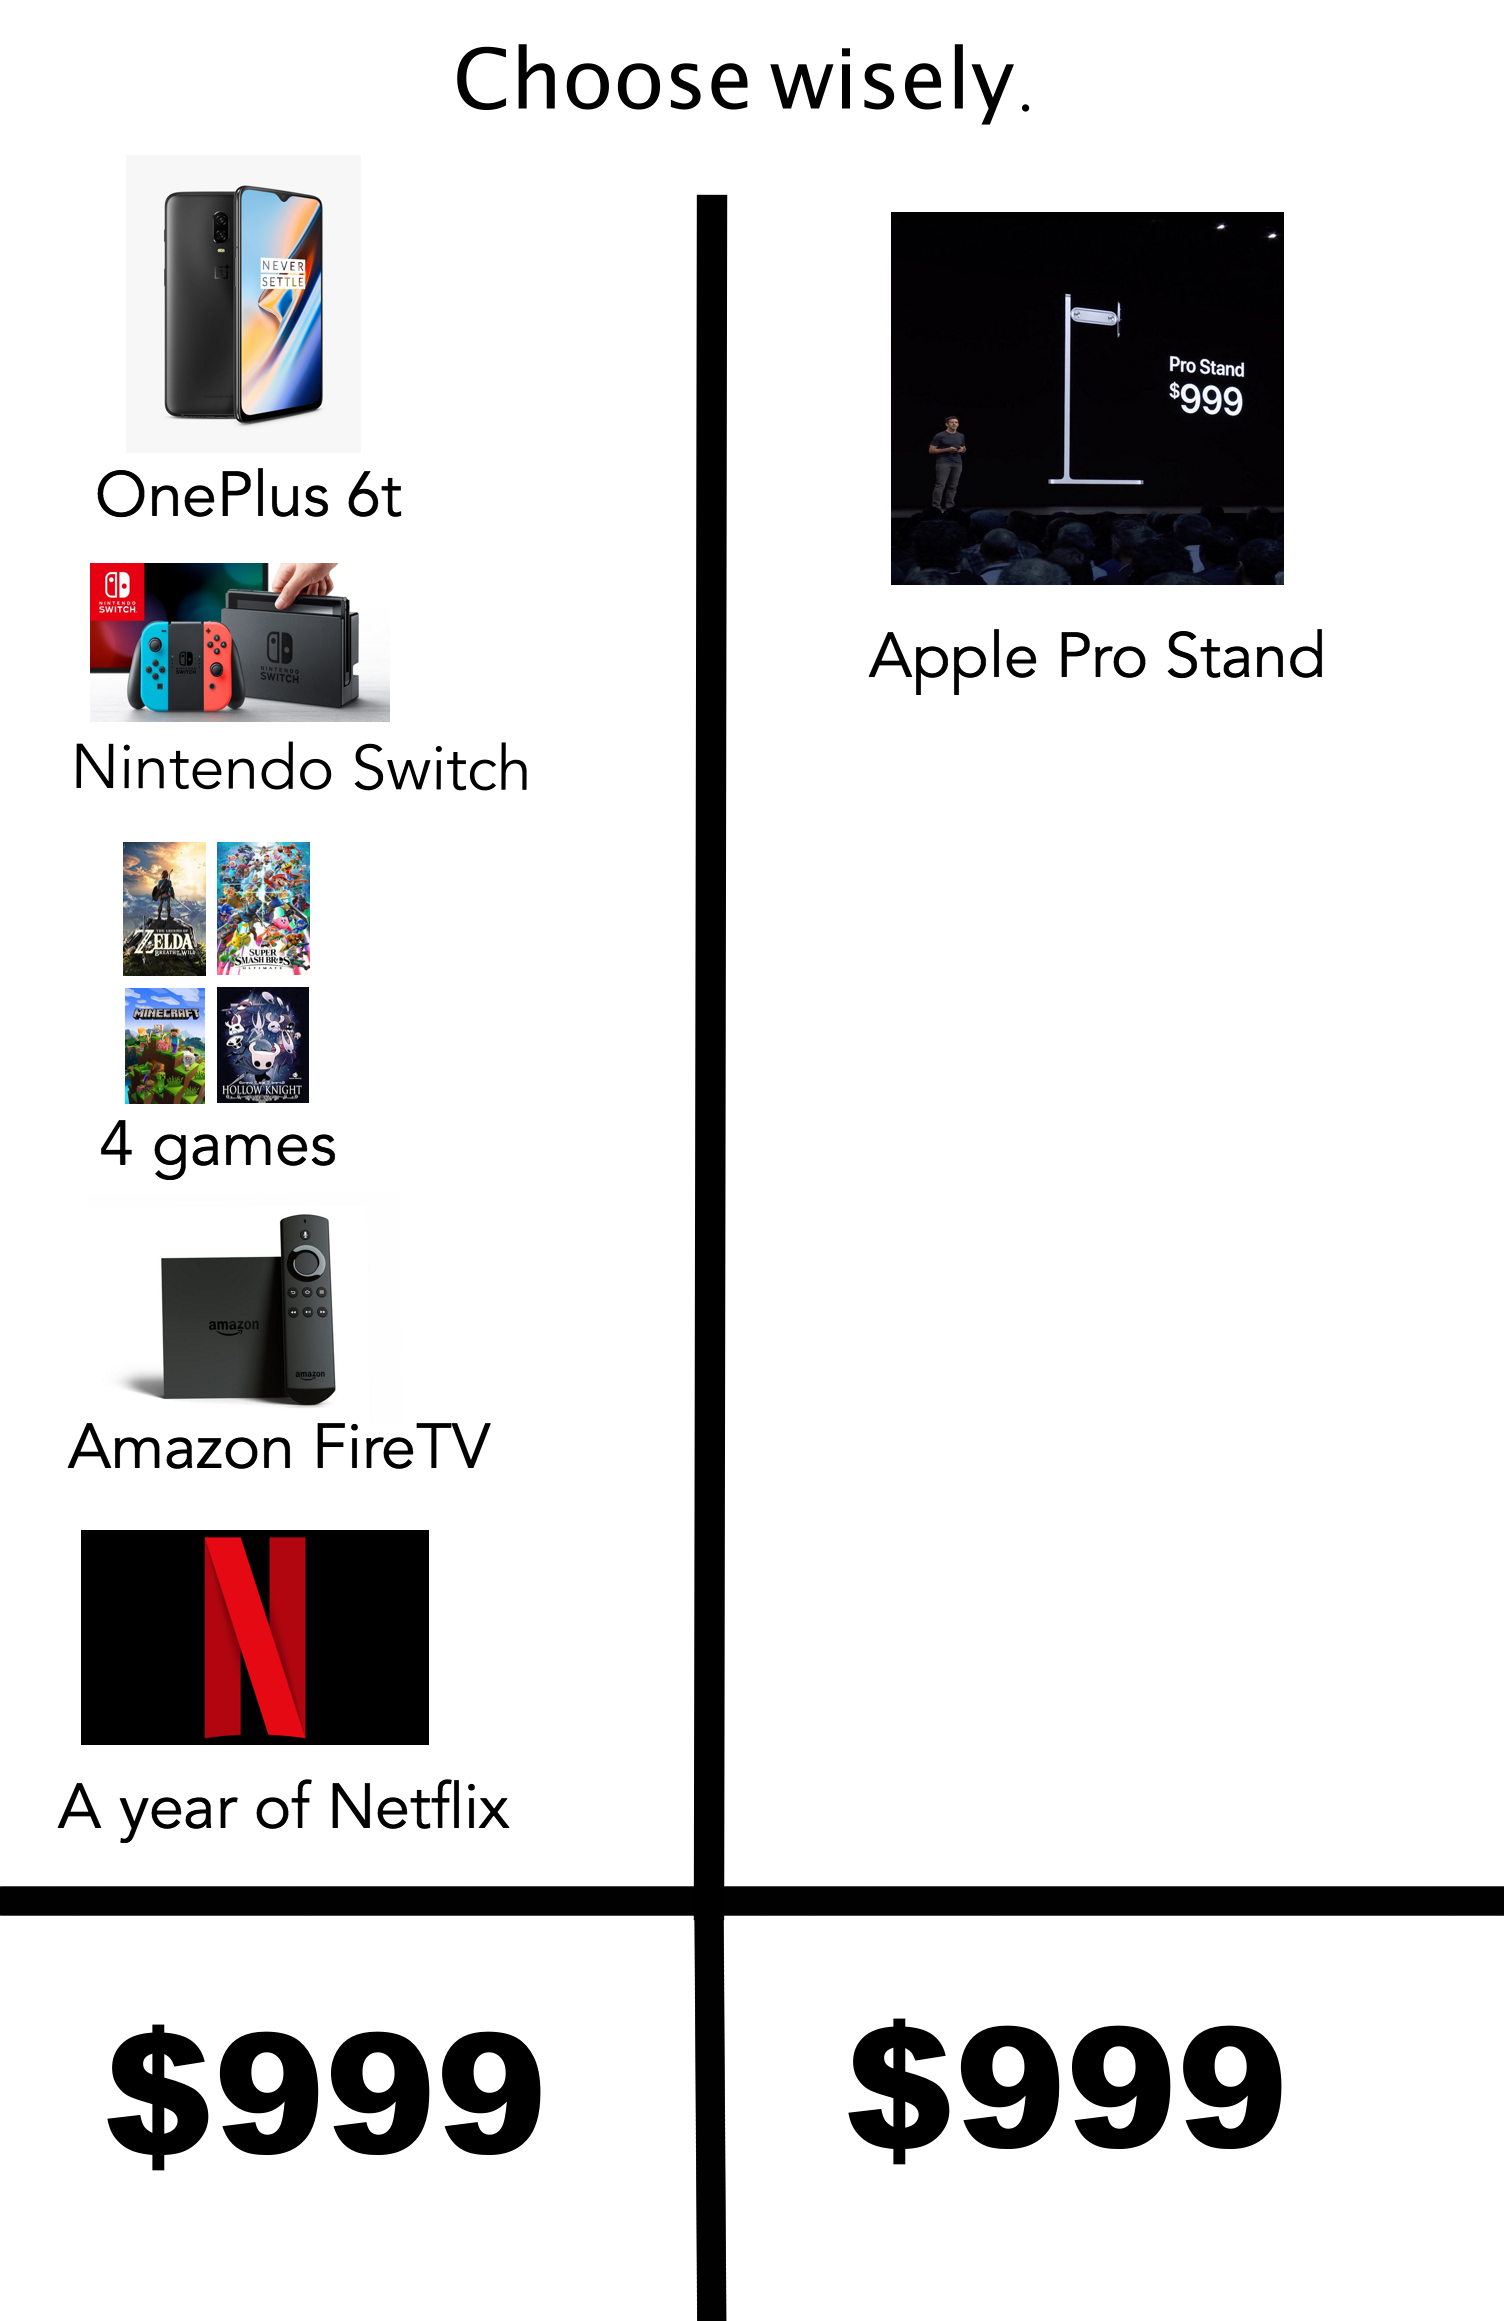 Choose wisely.
NEVER
SETTLE
OnePlus 6t
NINTENDO
SWITCH
NINTENDO
SWITCH
Nintendo Switch
THE LEGEND OF
ZELDA
BREATH OF THE WILD
SUPER
SMASH BROS
ULTIMATE
MINECRAFT
HOLLOW KNIGHT
4 games
amazon
amazon
Amazon FireTV
N
A year of Netflix
$999
Pro Stand
$999
Apple Pro Stand
$999